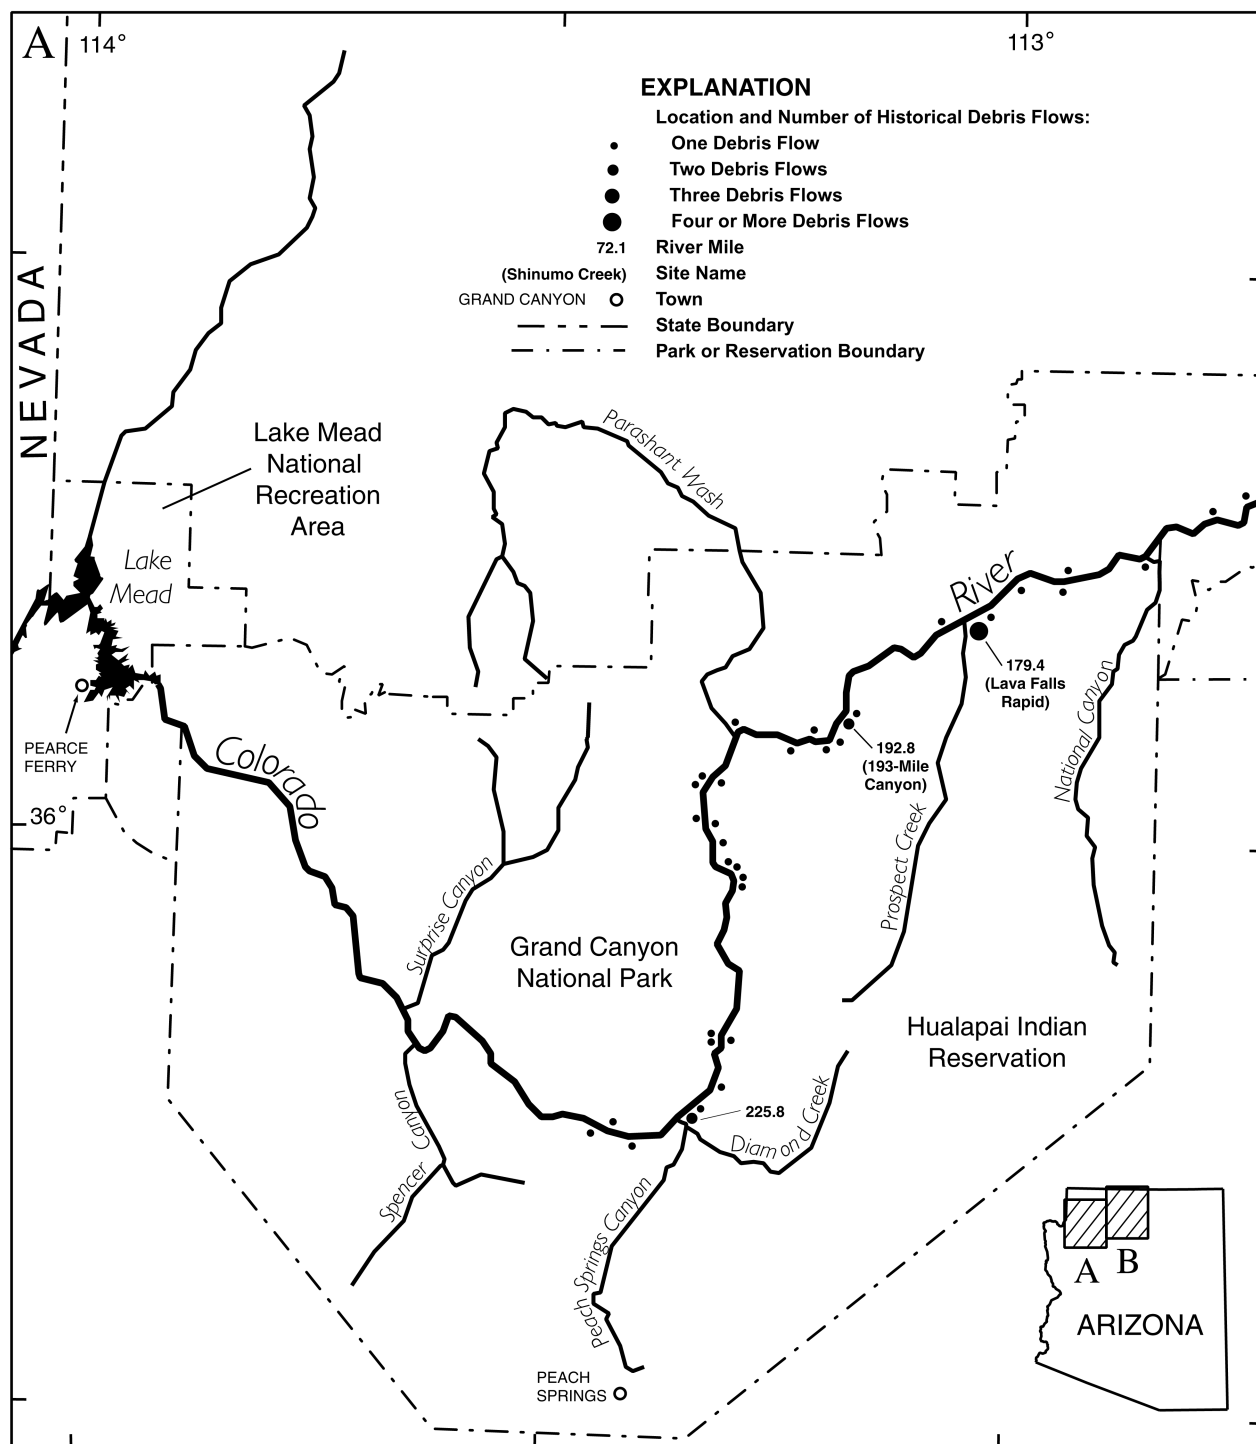 A
114°
113°
EXPLANATION
Location and Number of Historical Debris Flows:
One Debris Flow
Two Debris Flows
Three Debris Flows
Four or More Debris Flows
72.1 River Mile
(Shinumo Creek) Site Name
GRAND CANYON Town
State Boundary
Park or Reservation Boundary
NEVADA
Lake Mead
National
Recreation
Area
Parashant Wash
Lake
Mead
River
179.4
(Lava Falls
Rapid)
National Canyon
PEARCE
FERRY
Colorado
192.8
(193-Mile
Canyon)
36°
Prospect Creek
Surprise Canyon
Grand Canyon
National Park
Hualapai Indian
Reservation
Spencer Canyon
225.8
Diamond Creek
Peach Springs Canyon
PEACH
SPRINGS
A
B
ARIZONA